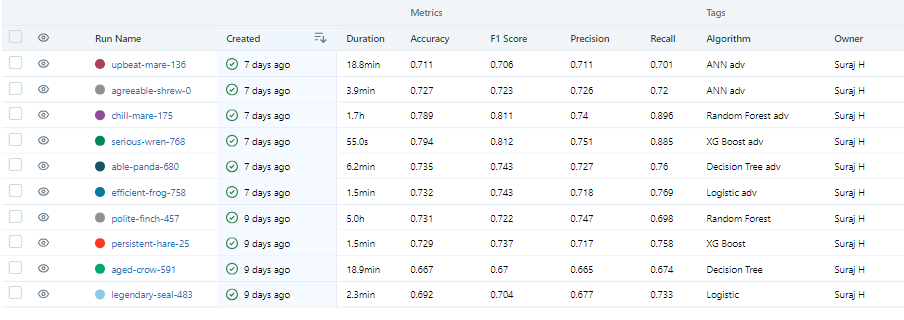 Metrics Tags
Run Name Created Duration Accuracy F1 Score Precision Recall Algorithm Owner
upbeat-mare-136 7 days ago 18.8min 0.711 0.706 0.711 0.701 ANN adv Suraj H
agreeable-shrew-0 7 days ago 3.9min 0.727 0.723 0.726 0.72 ANN adv Suraj H
chill-mare-175 7 days ago 1.7h 0.789 0.811 0.74 0.896 Random Forest adv Suraj H
serious-wren-768 7 days ago 55.0s 0.794 0.812 0.751 0.885 XG Boost adv Suraj H
able-panda-680 7 days ago 6.2min 0.735 0.743 0.727 0.76 Decision Tree adv Suraj H
efficient-frog-758 7 days ago 1.5min 0.732 0.743 0.718 0.769 Logistic adv Suraj H
polite-finch-457 9 days ago 5.0h 0.731 0.722 0.747 0.698 Random Forest Suraj H
persistent-hare-25 9 days ago 1.5min 0.729 0.737 0.717 0.758 XG Boost Suraj H
aged-crow-591 9 days ago 18.9min 0.667 0.67 0.665 0.674 Decision Tree Suraj H
legendary-seal-483 9 days ago 2.3min 0.692 0.704 0.677 0.733 Logistic Suraj H